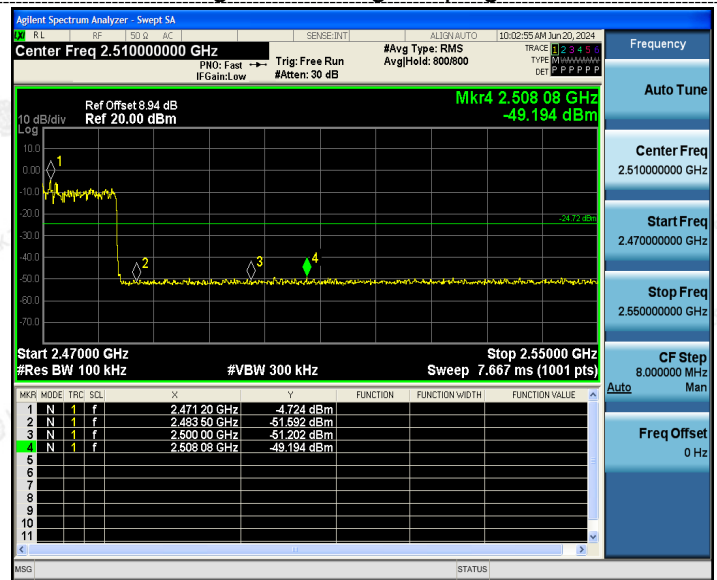 Agilent Spectrum Analyzer - Swept SA
LXI RL RF 50 Ω AC SENSE:INT ALIGN AUTO 10:02:55 AM Jun 20, 2024
Center Freq 2.510000000 GHz
PNO: Fast
IFGain:Low
Trig: Free Run
#Atten: 30 dB
#Avg Type: RMS
Avg|Hold: 800/800
TRACE 1 2 3 4 5 6
TYPE M WWWWW
DET P P P P P P
Frequency
Auto Tune
Center Freq
2.510000000 GHz
Start Freq
2.470000000 GHz
Stop Freq
2.550000000 GHz
CF Step
8.000000 MHz
Auto Man
Freq Offset
0 Hz
Mkr4 2.508 08 GHz
-49.194 dBm
Ref Offset 8.94 dB
10 dB/div Ref 20.00 dBm
Log
10.0
0.00
-10.0
-20.0
-30.0
-40.0
-50.0
-60.0
-70.0
1
2
3
4
-24.72 dBm
Start 2.47000 GHz Stop 2.55000 GHz
#Res BW 100 kHz #VBW 300 kHz Sweep 7.667 ms (1001 pts)
MKR MODE TRC SCL X Y FUNCTION FUNCTION WIDTH FUNCTION VALUE
1 N 1 f 2.471 20 GHz -4.724 dBm
2 N 1 f 2.483 50 GHz -51.592 dBm
3 N 1 f 2.500 00 GHz -51.202 dBm
4 N 1 f 2.508 08 GHz -49.194 dBm
5
6
7
8
9
10
11
MSG STATUS